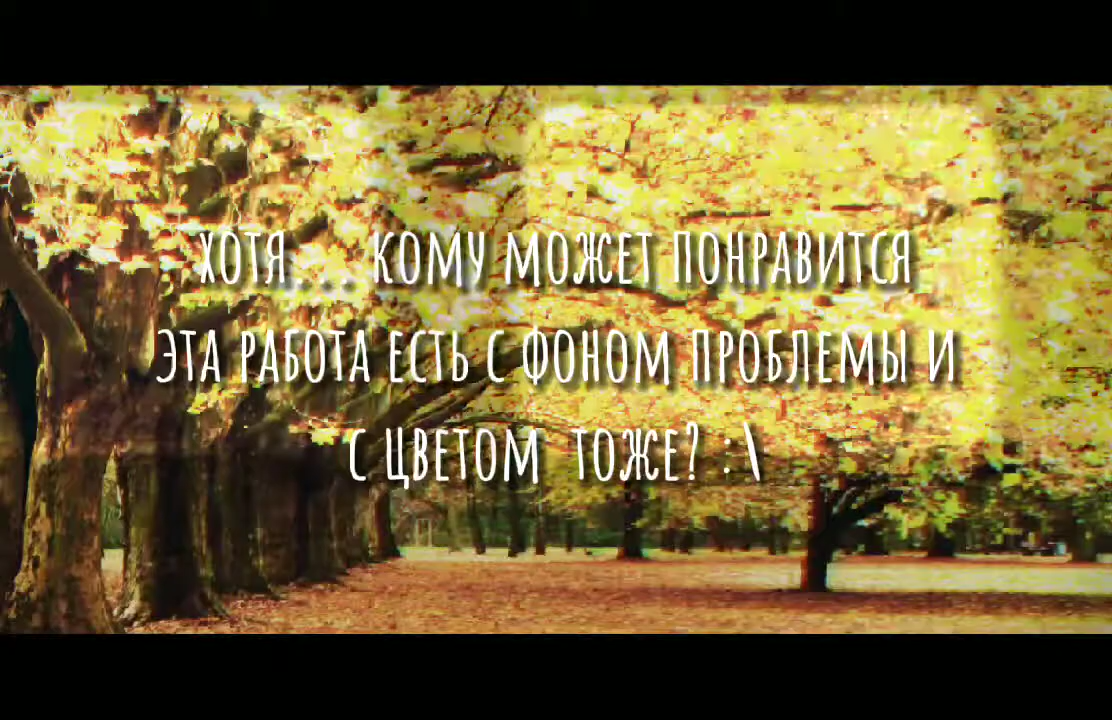 хотя... кому может понравится
эта работа есть с фоном проблемы и
с цветом тоже? :\